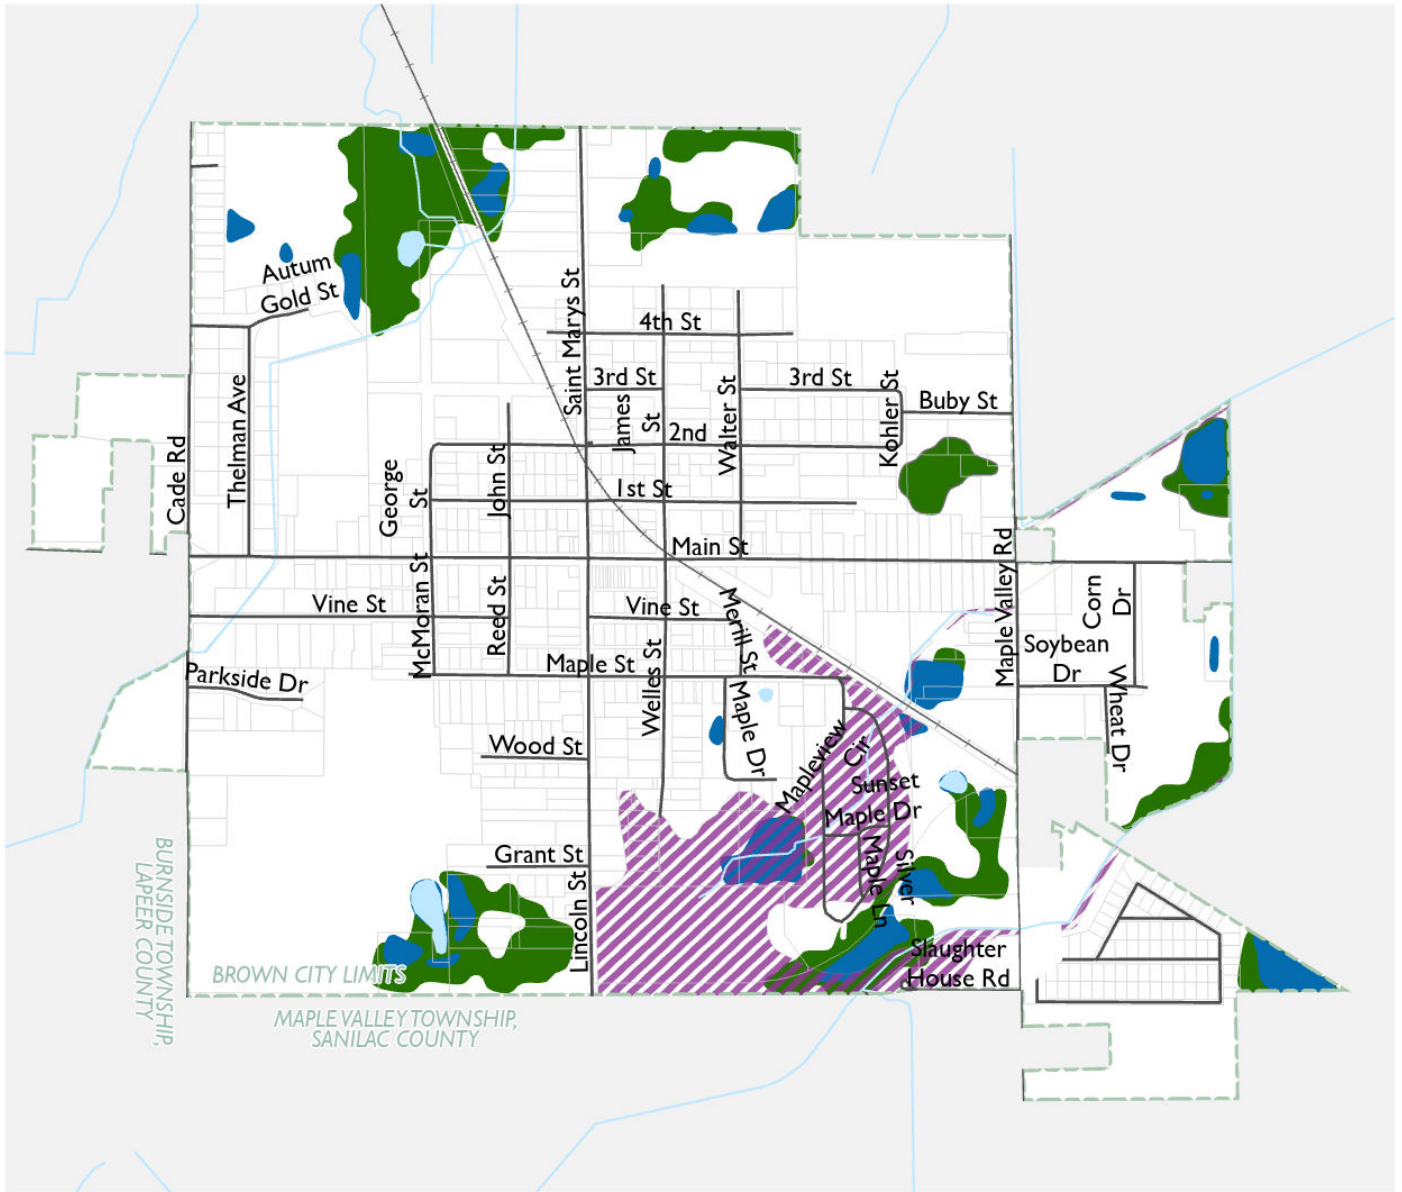 Autum
Gold St
Saint Marys St
4th St
3rd St
3rd St
Kohler St
Buby St
James
St
Walter St
2nd
Thelman Ave
Cade Rd
George
St
John St
1st St
Main St
Maple Valley Rd
Corn
Dr
Vine St
McMoran St
Reed St
Vine St
Merill St
Soybean
Dr
Maple St
Welles St
Parkside Dr
Maple Dr
Wheat Dr
Wood St
Mapleview
Cir
Sunset
Maple Dr
Grant St
Maple Ln
Silver
Lincoln St
Slaughter
House Rd
BROWN CITY LIMITS
BURNSIDE TOWNSHIP,
LAPEER COUNTY
MAPLE VALLEY TOWNSHIP,
SANILAC COUNTY